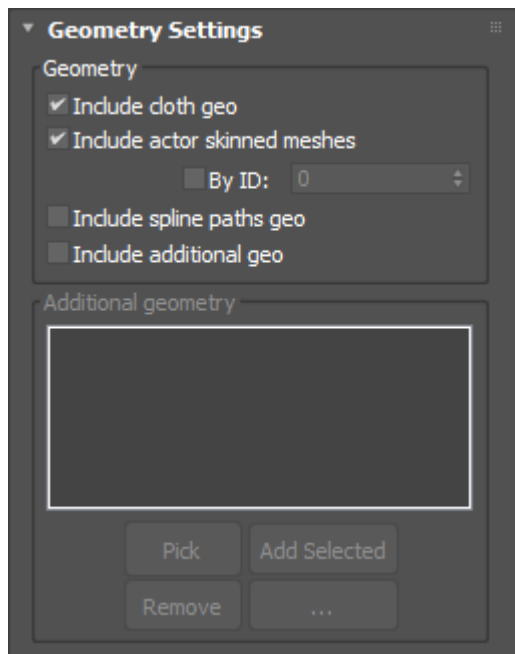 Geometry Settings
Geometry
Include cloth geo
Include actor skinned meshes
By ID: 0
Include spline paths geo
Include additional geo
Additional geometry
Pick Add Selected
Remove ...